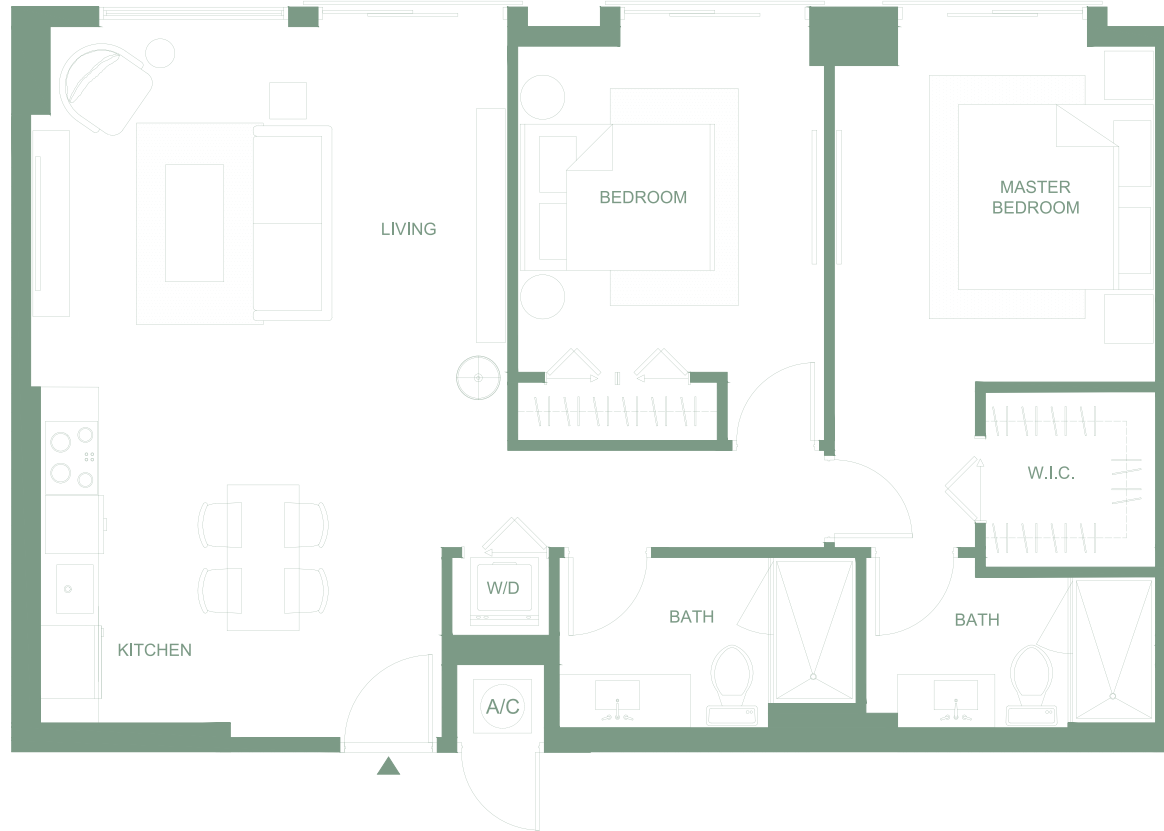 BEDROOM
MASTER
BEDROOM
LIVING
W.I.C.
W/D
BATH
BATH
KITCHEN
A/C